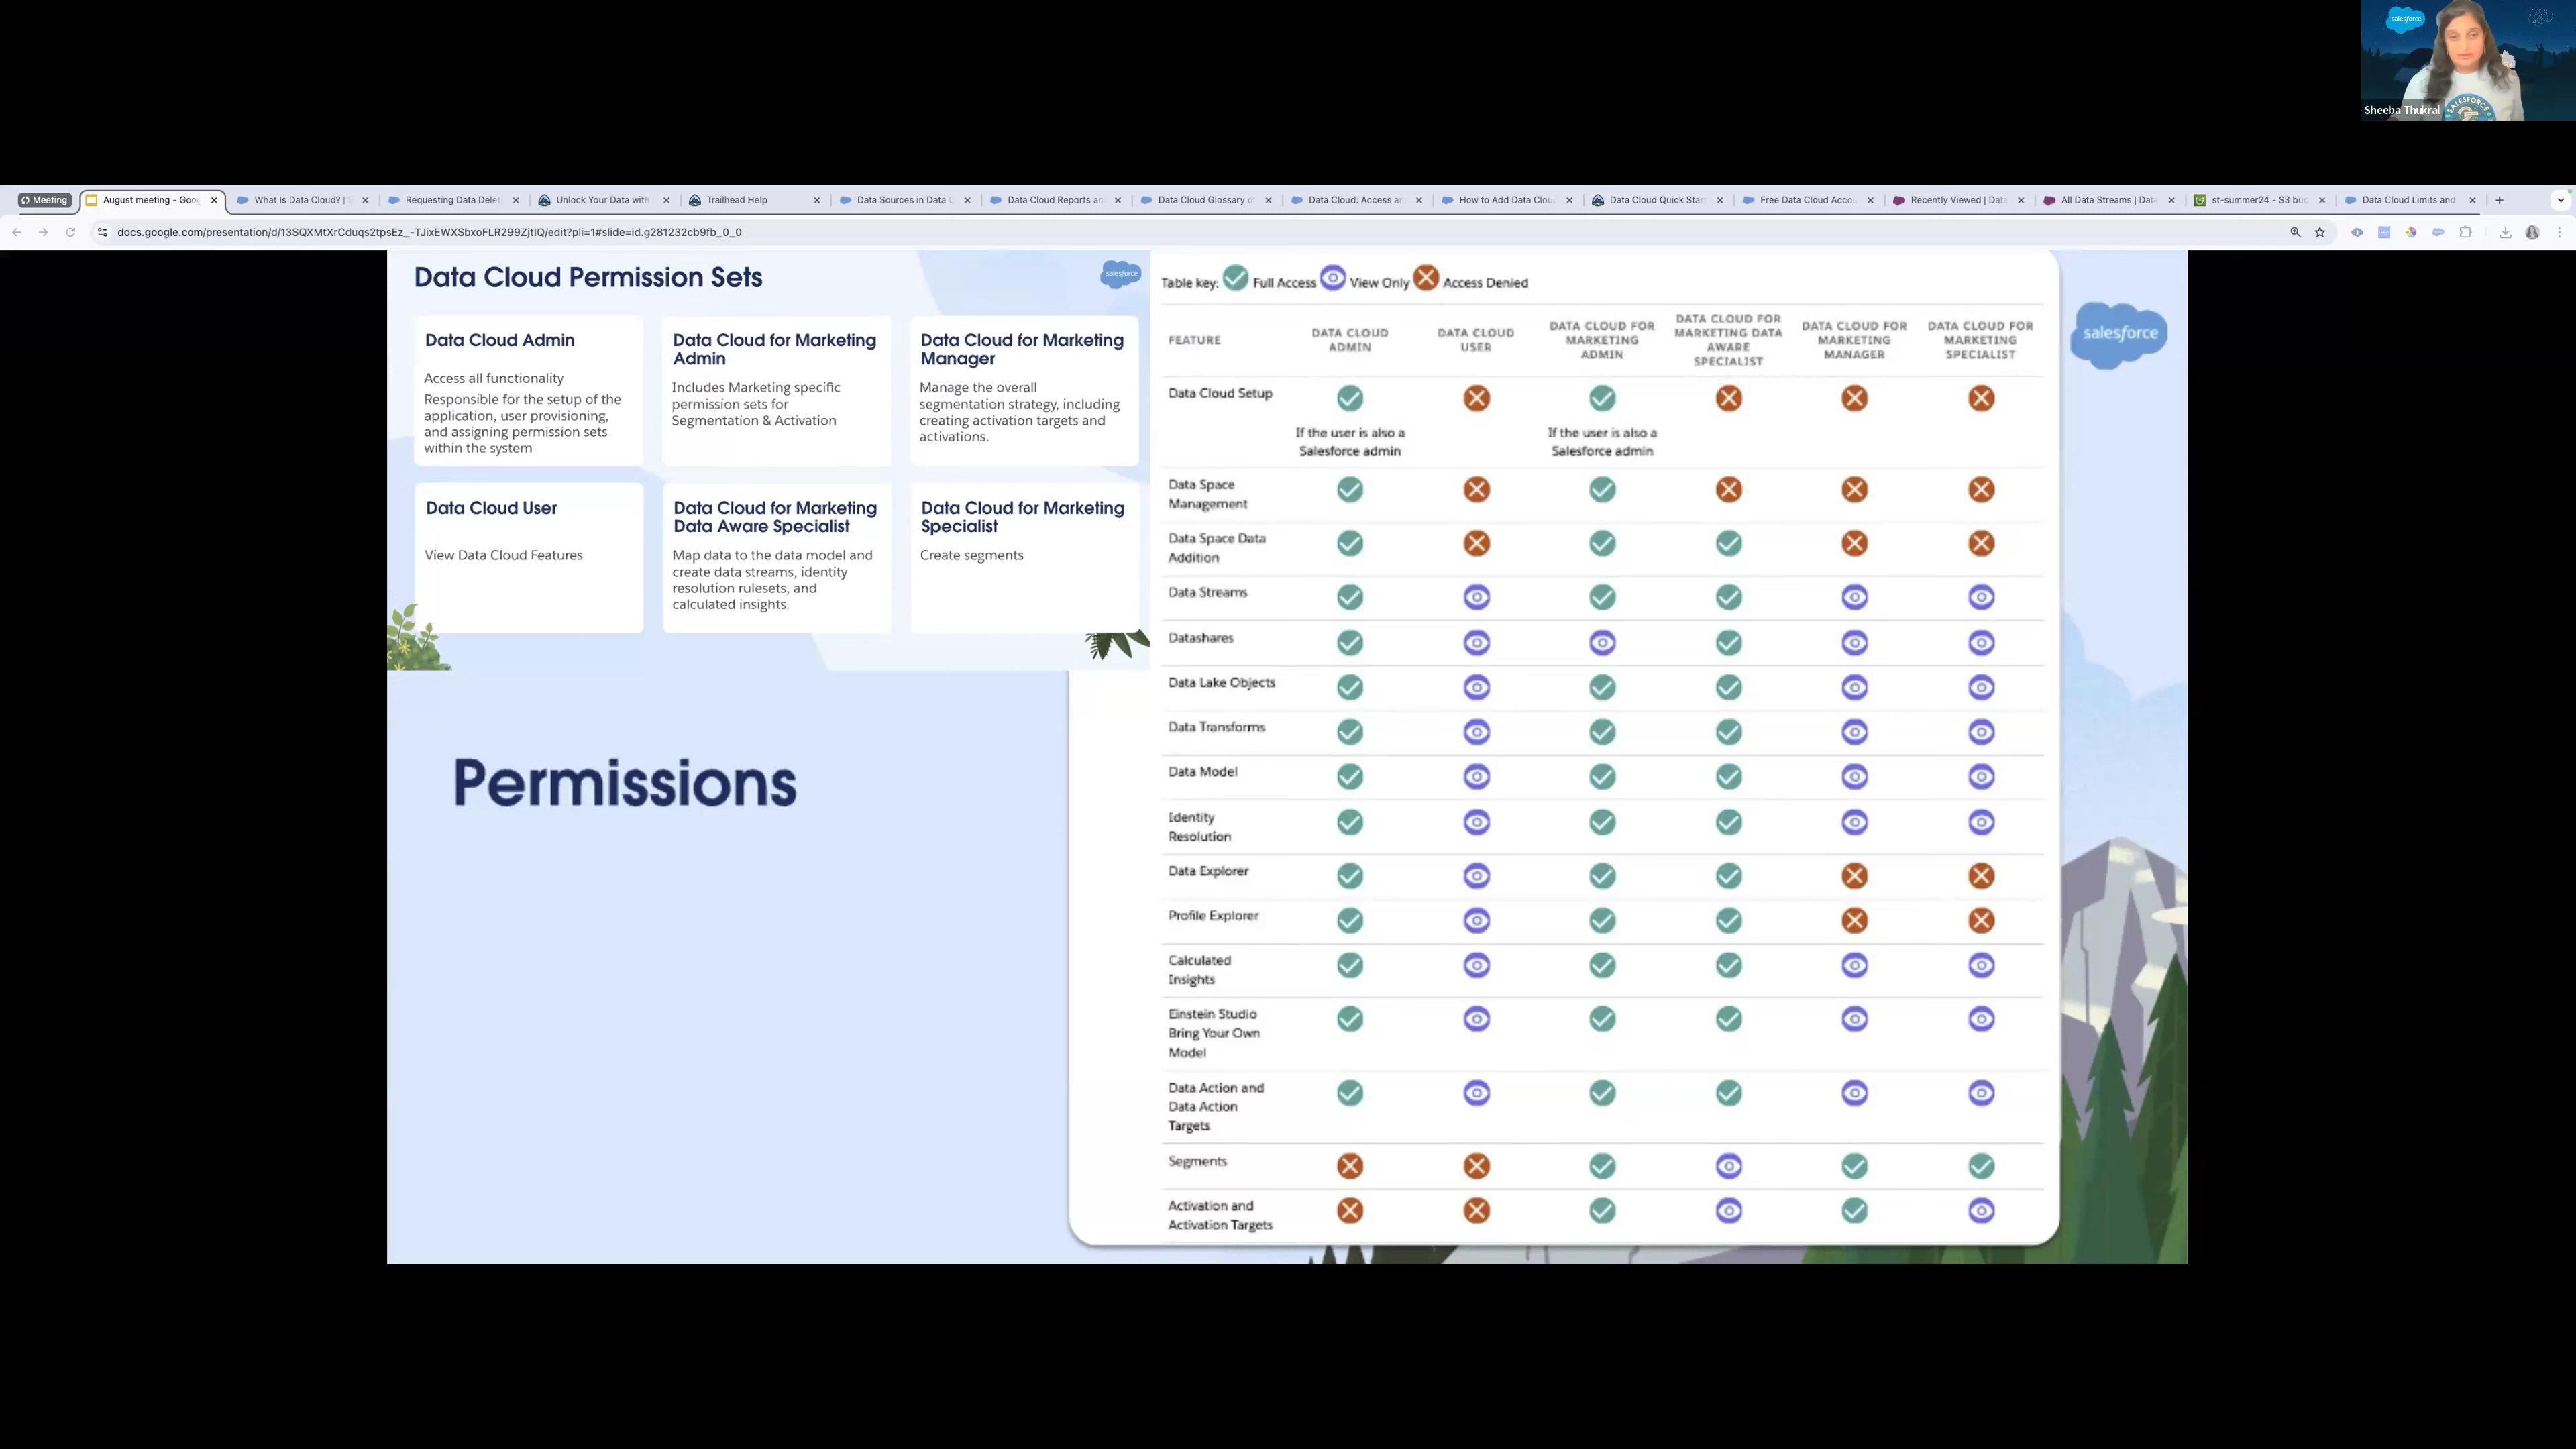 salesforce
Sheeba Thukral
Meeting
August meeting - Goo
What Is Data Cloud? |
Requesting Data Delet
Unlock Your Data with
Trailhead Help
Data Sources in Data C
Data Cloud Reports an
Data Cloud Glossary o
Data Cloud: Access an
How to Add Data Clou
Data Cloud Quick Star
Free Data Cloud Acco
Recently Viewed | Data
All Data Streams | Data
st-summer24 - S3 buc
Data Cloud Limits and
docs.google.com/presentation/d/13SQXMtXrCduqs2tpsEz_-TJixEWXSbxoFLR299ZjtIQ/edit?pli=1#slide=id.g281232cb9fb_0_0
Data Cloud Permission Sets
salesforce
Data Cloud Admin
Access all functionality
Responsible for the setup of the
application, user provisioning,
and assigning permission sets
within the system
Data Cloud for Marketing
Admin
Includes Marketing specific
permission sets for
Segmentation & Activation
Data Cloud for Marketing
Manager
Manage the overall
segmentation strategy, including
creating activation targets and
activations.
Data Cloud User
View Data Cloud Features
Data Cloud for Marketing
Data Aware Specialist
Map data to the data model and
create data streams, identity
resolution rulesets, and
calculated insights.
Data Cloud for Marketing
Specialist
Create segments
Permissions
Table key: Full Access View Only Access Denied
FEATURE
DATA CLOUD
ADMIN
DATA CLOUD
USER
DATA CLOUD FOR
MARKETING
ADMIN
DATA CLOUD FOR
MARKETING DATA
AWARE
SPECIALIST
DATA CLOUD FOR
MARKETING
MANAGER
DATA CLOUD FOR
MARKETING
SPECIALIST
Data Cloud Setup
If the user is also a
Salesforce admin
If the user is also a
Salesforce admin
Data Space
Management
Data Space Data
Addition
Data Streams
Datashares
Data Lake Objects
Data Transforms
Data Model
Identity
Resolution
Data Explorer
Profile Explorer
Calculated
Insights
Einstein Studio
Bring Your Own
Model
Data Action and
Data Action
Targets
Segments
Activation and
Activation Targets
salesforce